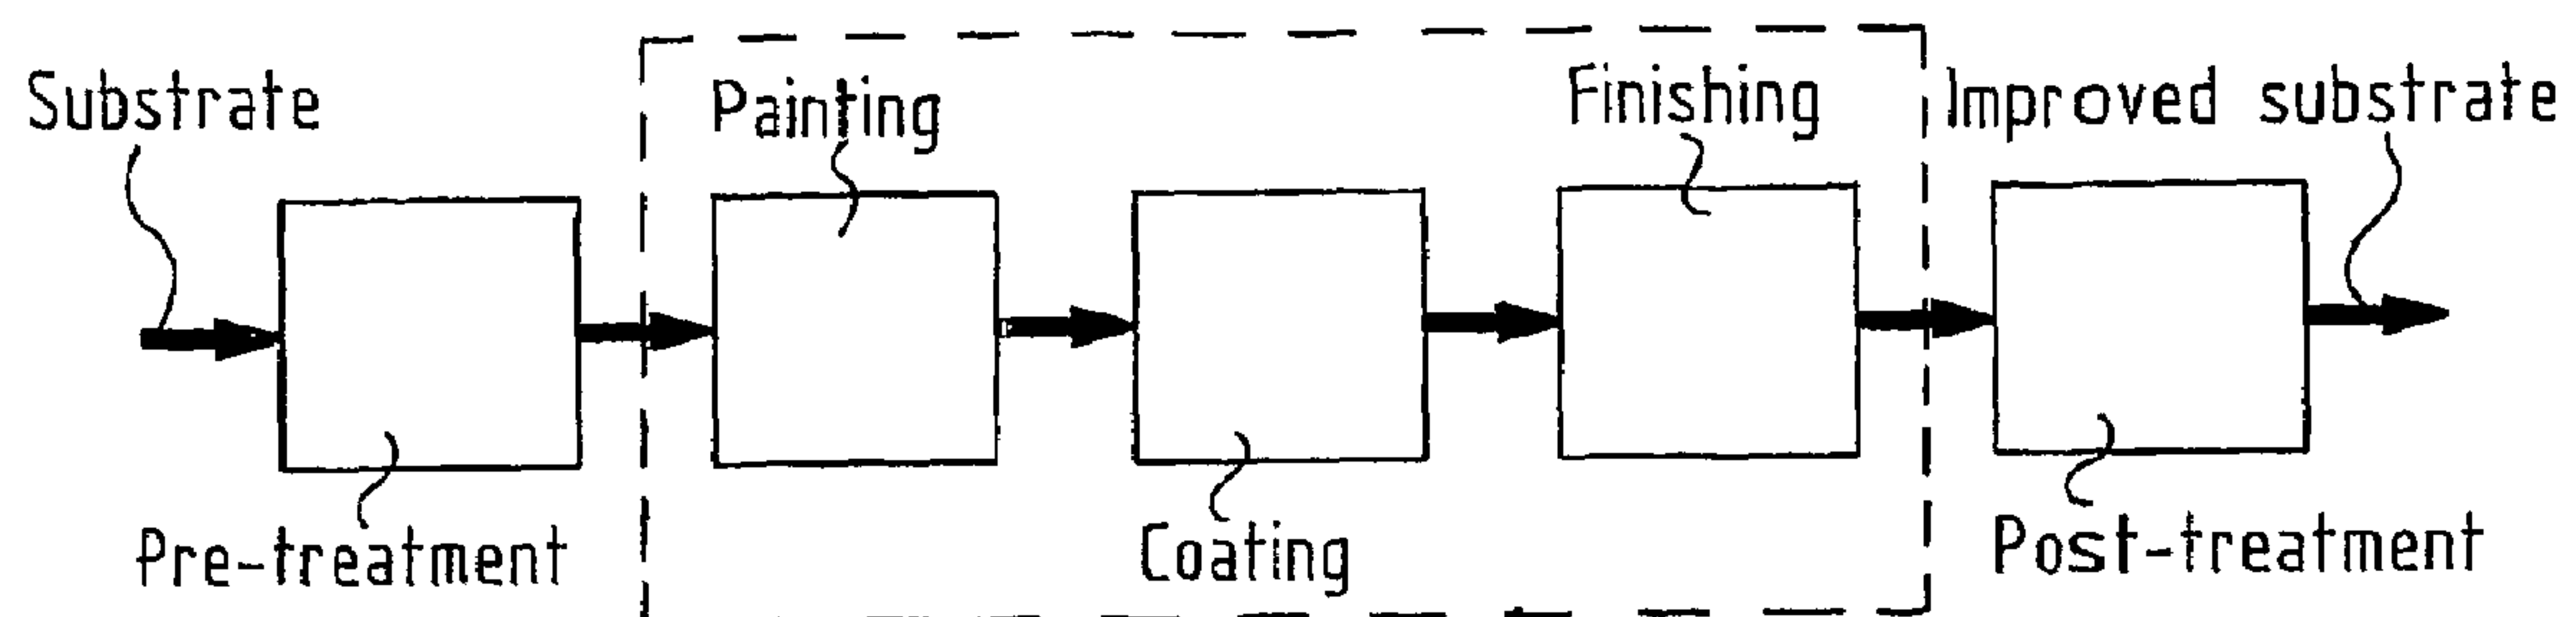 Substrate
Painting
Finishing
Improved substrate
Pre-treatment
Coating
Post-treatment